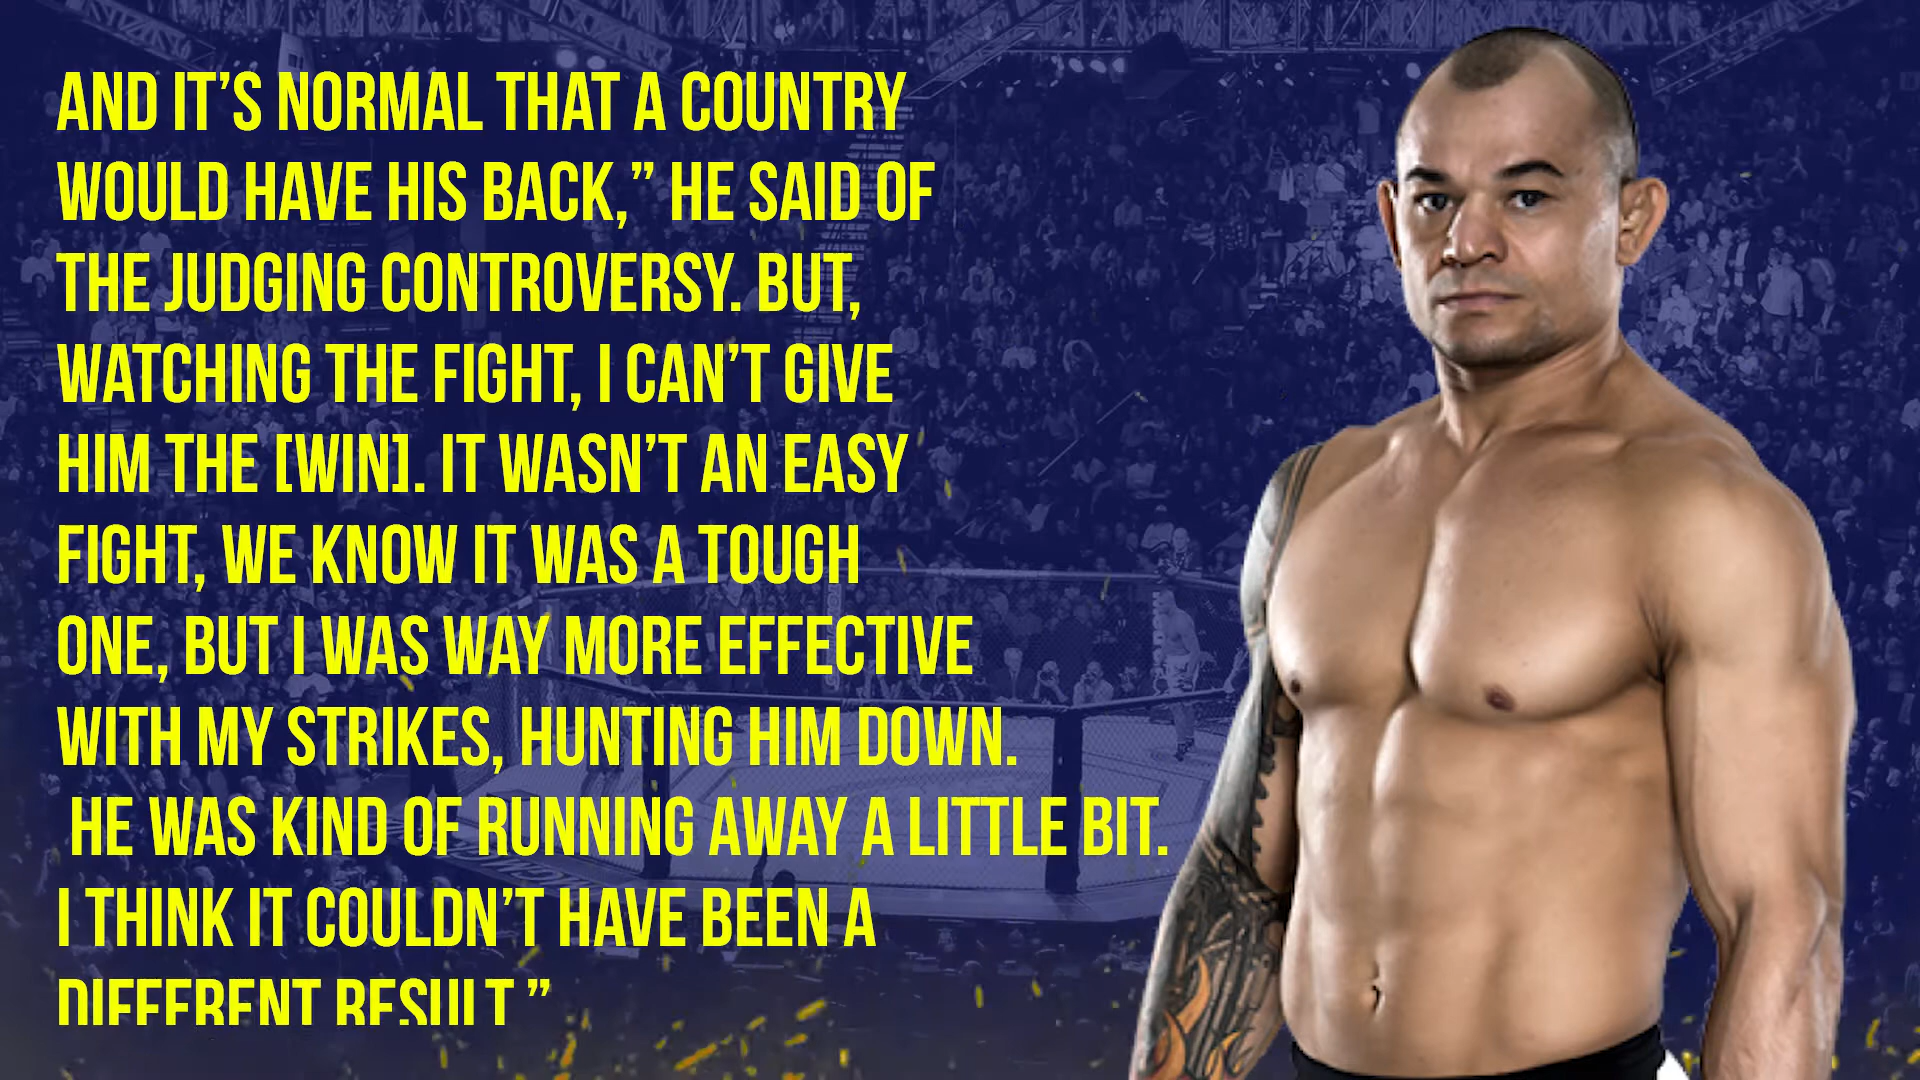 AND IT'S NORMAL THAT A COUNTRY
WOULD HAVE HIS BACK,” HE SAID OF
THE JUDGING CONTROVERSY. BUT,
WATCHING THE FIGHT, I CAN'T GIVE
HIM THE [WIN]. IT WASN'T AN EASY
FIGHT, WE KNOW IT WAS A TOUGH
ONE, BUT I WAS WAY MORE EFFECTIVE
WITH MY STRIKES, HUNTING HIM DOWN.
HE WAS KIND OF RUNNING AWAY A LITTLE BIT.
I THINK IT COULDN'T HAVE BEEN A
DIFFERENT RESULT.”